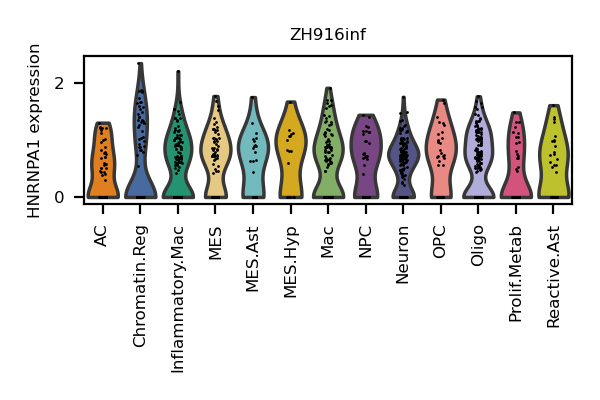 ZH916inf
HNRNPA1 expression
2
0
AC
Chromatin.Reg
Inflammatory.Mac
MES
MES.Ast
MES.Hyp
Mac
NPC
Neuron
OPC
Oligo
Prolif.Metab
Reactive.Ast